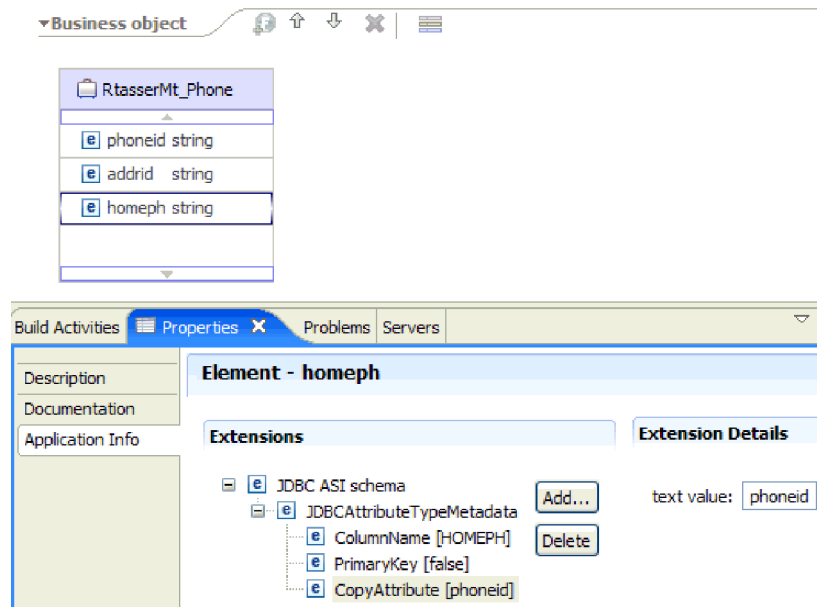 Business object
RtasserMt_Phone
e phoneid string
e addrid string
e homeph string
Build Activities Properties Problems Servers
Description
Documentation
Application Info
Element - homeph
Extensions
e JDBC ASI schema
e JDBCAttributeTypeMetadata
e ColumnName [HOMEPH]
e PrimaryKey [false]
e CopyAttribute [phoneid]
Add...
Delete
Extension Details
text value: phoneid